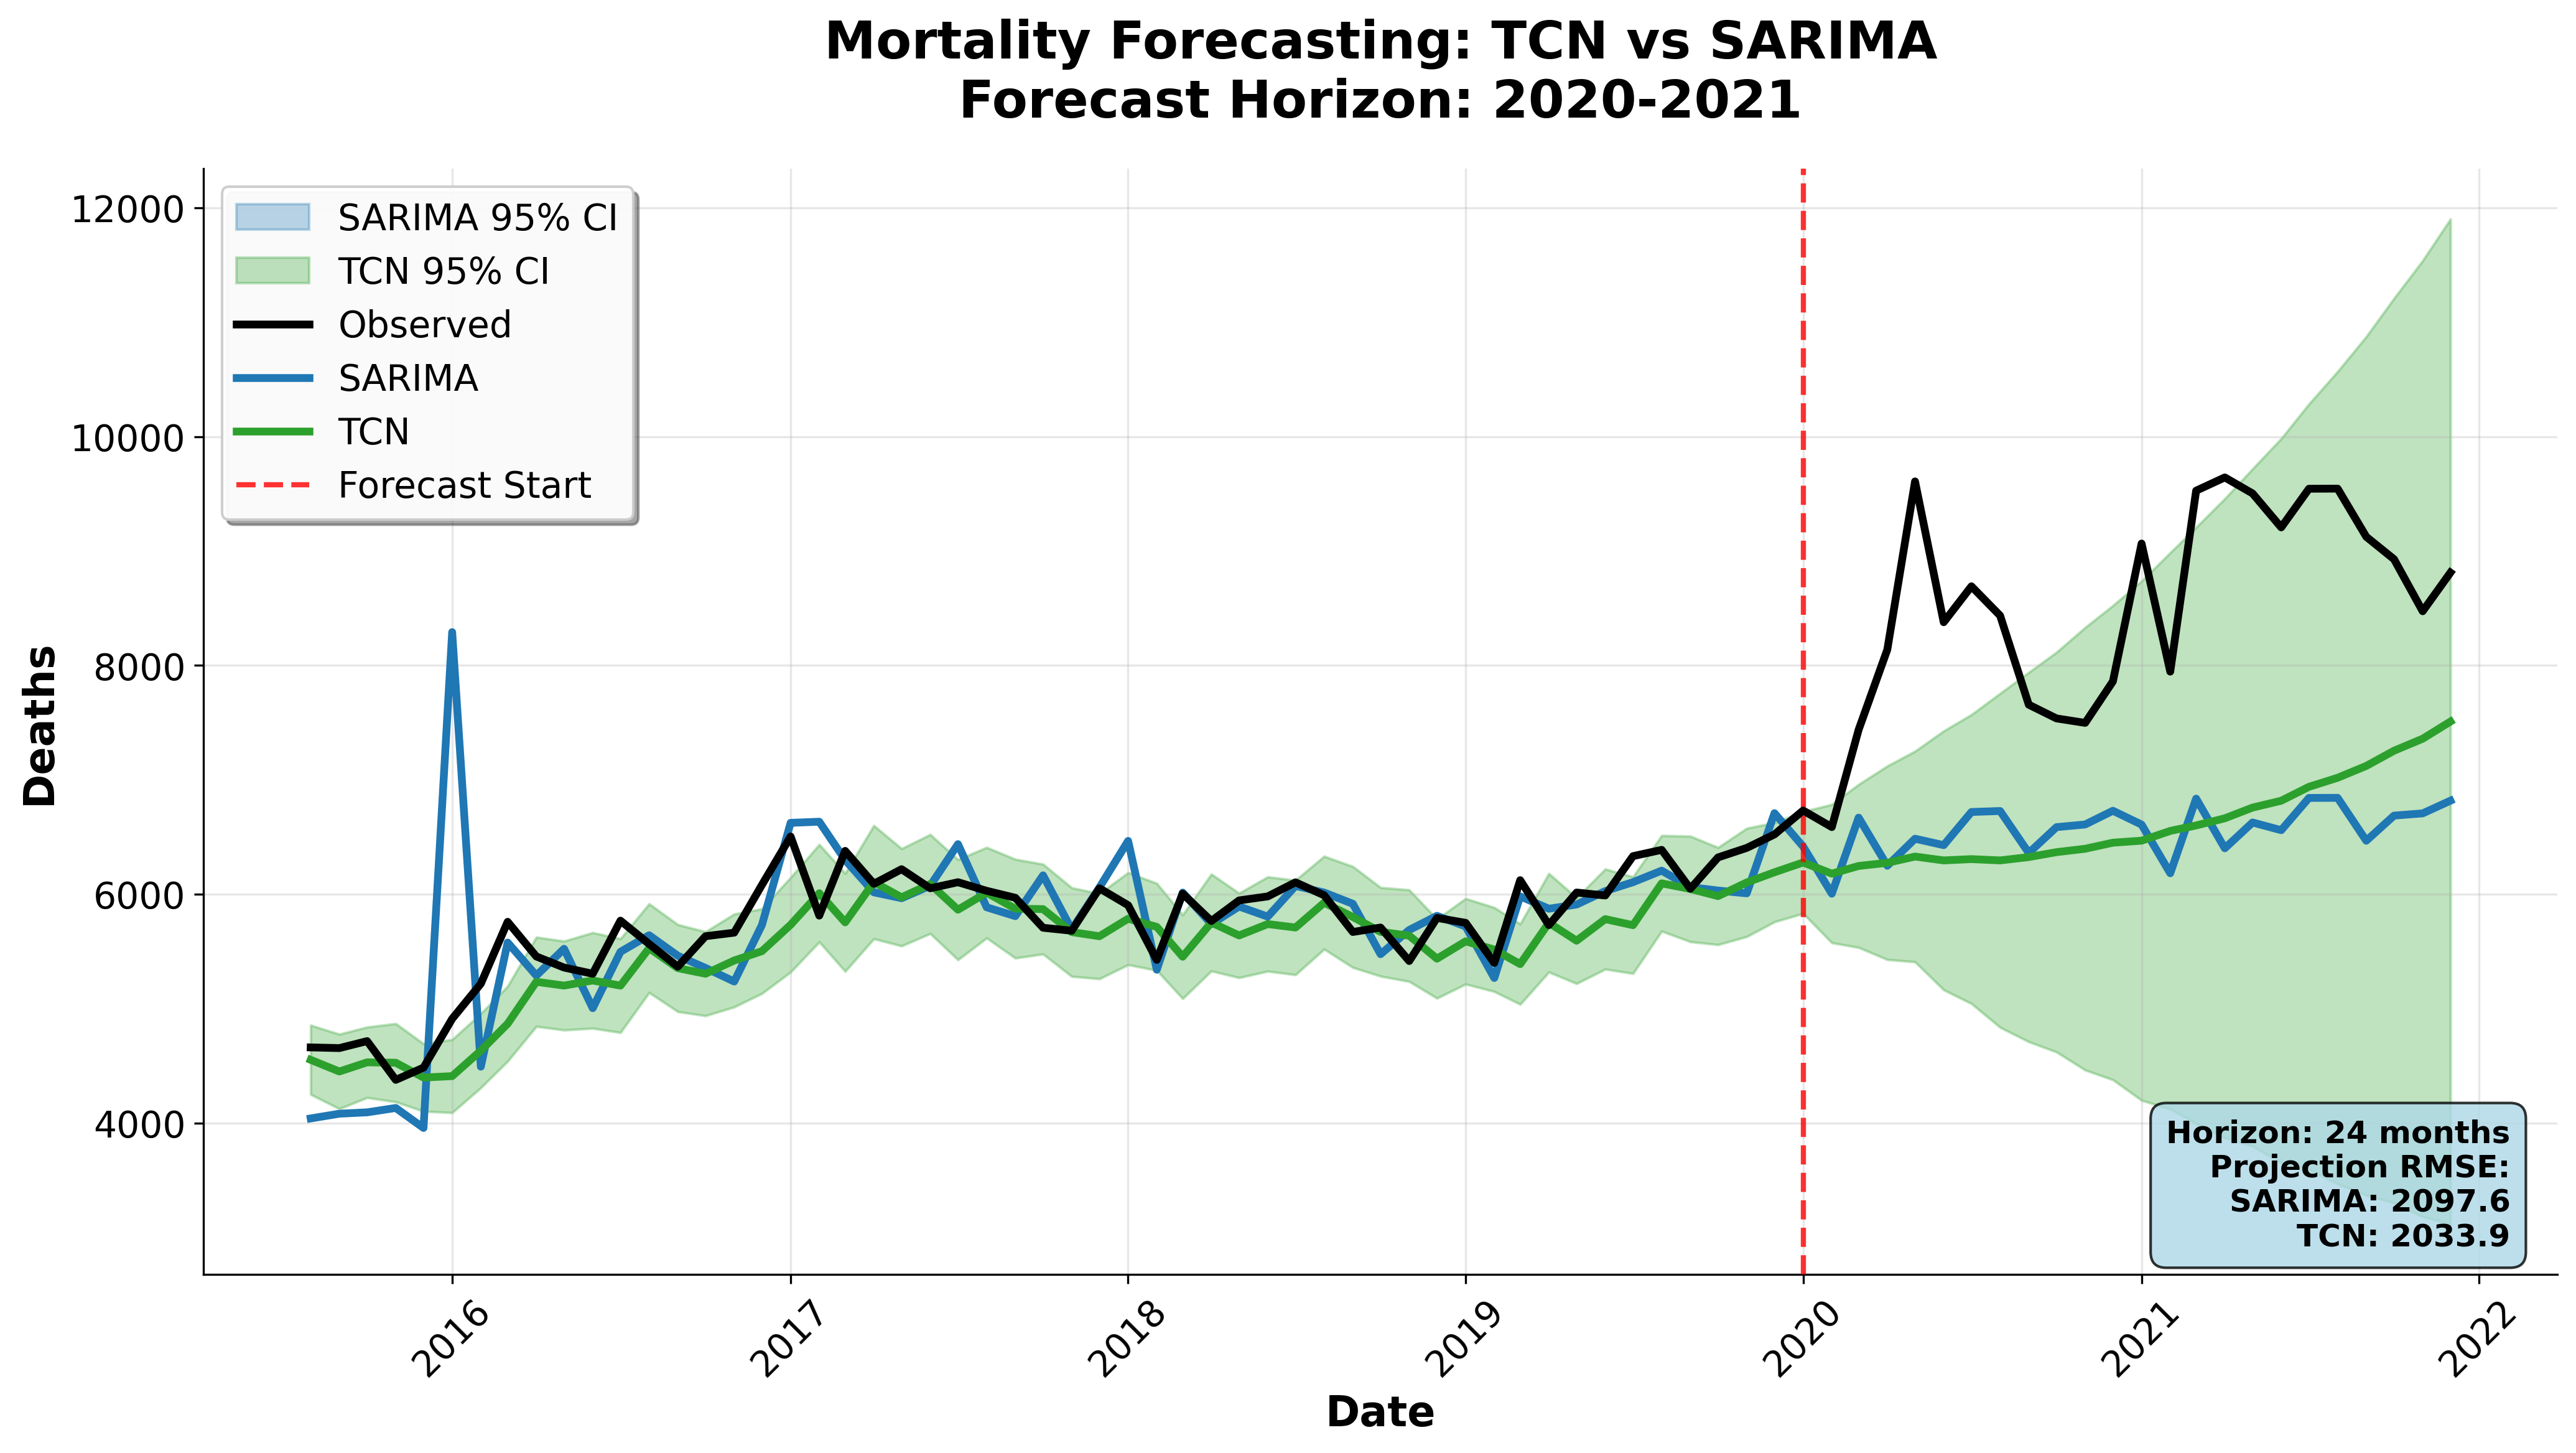 Mortality Forecasting: TCN vs SARIMA
Forecast Horizon: 2020-2021
SARIMA 95% CI
TCN 95% CI
Observed
SARIMA
TCN
Forecast Start
Deaths
12000
10000
8000
6000
4000
Horizon: 24 months
Projection RMSE:
SARIMA: 2097.6
TCN: 2033.9
2016
2017
2018
2019
2020
2021
2022
Date